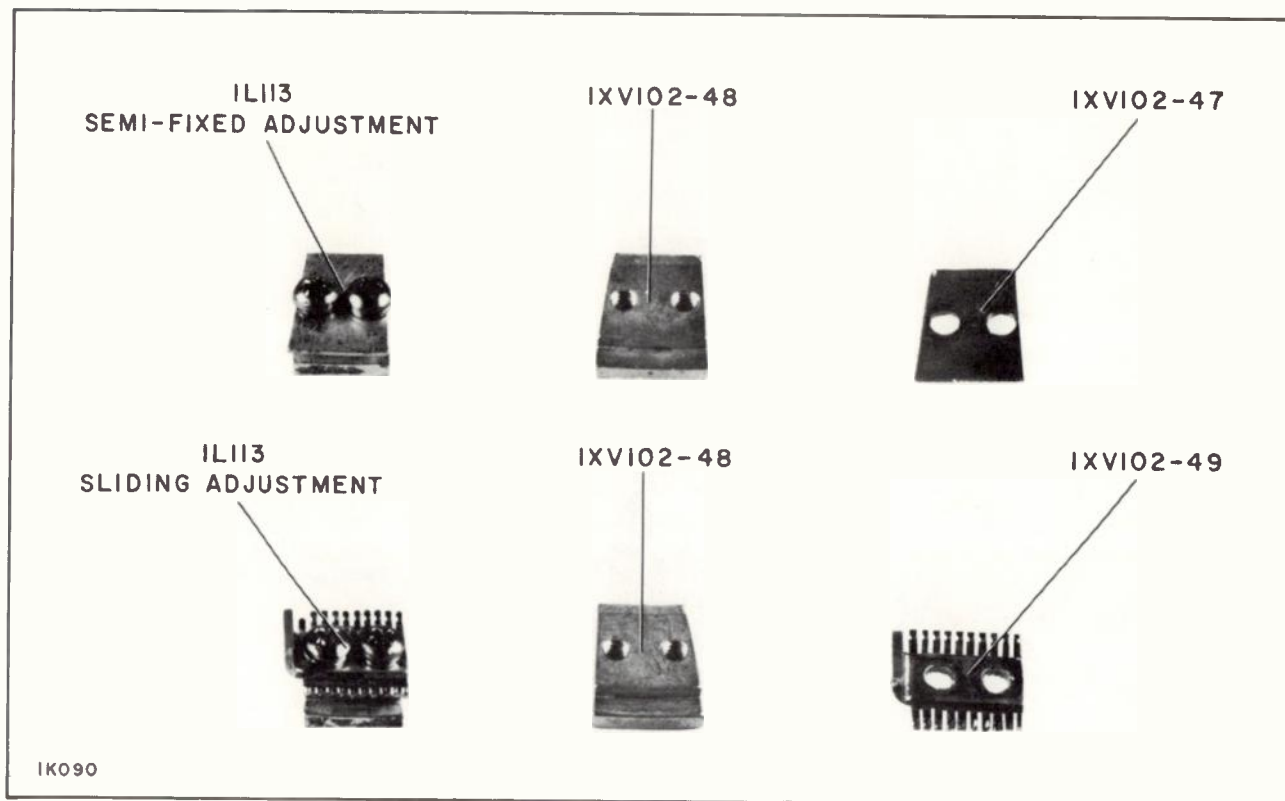 1L113
SEMI-FIXED ADJUSTMENT
1XV102-48
1XV102-47
1L113
SLIDING ADJUSTMENT
1XV102-48
1XV102-49
1K090